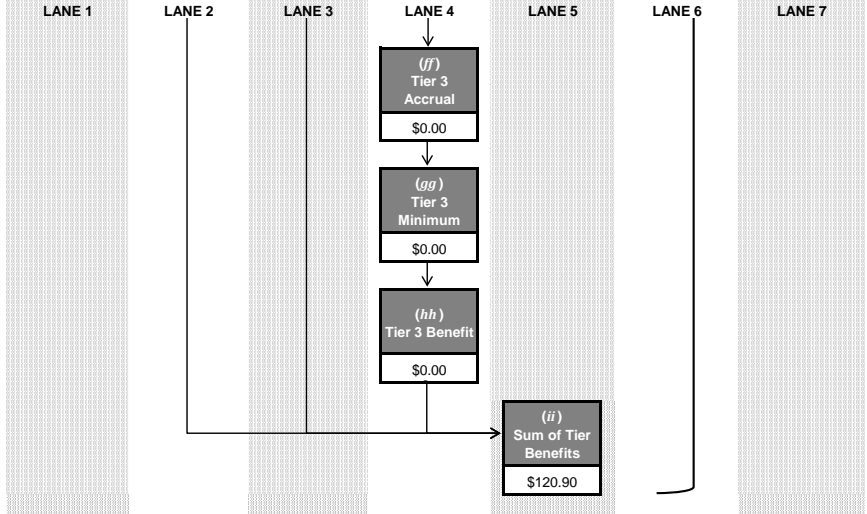 LANE 1 LANE 2 LANE 3 LANE 4 LANE 5 LANE 6 LANE 7
(ff)
Tier 3
Accrual
$0.00
(gg)
Tier 3
Minimum
$0.00
(hh)
Tier 3 Benefit
$0.00
(ii)
Sum of Tier
Benefits
$120.90